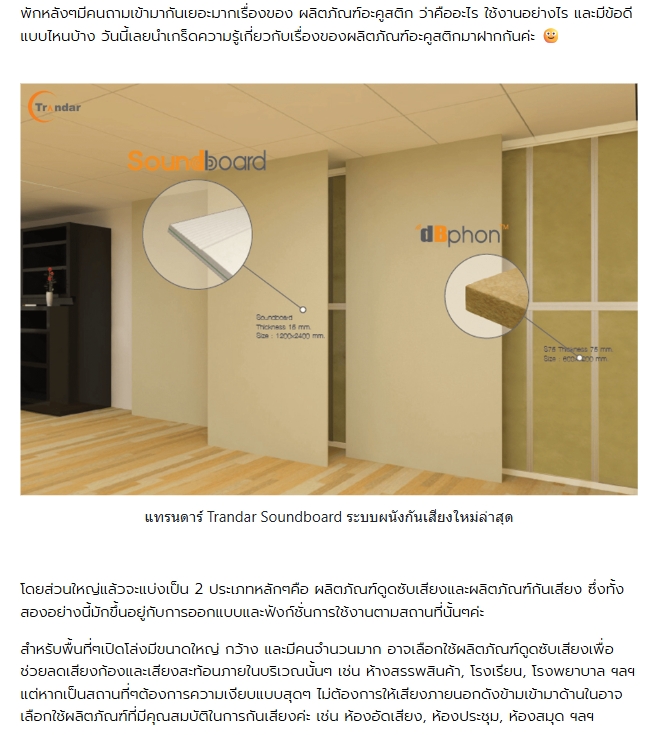 พักหลังๆมีคนถามเข้ามากันเยอะมากเรื่องของ ผลิตภัณฑ์อะคูสติก ว่าคืออะไร ใช้งานอย่างไร และมีข้อดี
แบบไหนบ้าง วันนี้เลยนำเกร็ดความรู้เกี่ยวกับเรื่องของผลิตภัณฑ์อะคูสติกมาฝากกันค่ะ
Trandar
Soundboard
dBphon™
Soundboard
Thickness 16 mm.
Size : 1200x2400 mm.
S75 Thickness 75 mm.
Size : mm.
แทรนดาร์ Trandar Soundboard ระบบผนังกันเสียงใหม่ล่าสุด
โดยส่วนใหญ่แล้วจะแบ่งเป็น 2 ประเภทหลักๆคือ ผลิตภัณฑ์ดูดซับเสียงและผลิตภัณฑ์กันเสียง ซึ่งทั้ง
สองอย่างนี้มักขึ้นอยู่กับการออกแบบและฟังก์ชั่นการใช้งานตามสถานที่นั้นๆค่ะ
สำหรับพื้นที่ๆเปิดโล่งมีขนาดใหญ่ กว้าง และมีคนจำนวนมาก อาจเลือกใช้ผลิตภัณฑ์ดูดซับเสียงเพื่อ
ช่วยลดเสียงก้องและเสียงสะท้อนภายในบริเวณนั้นๆ เช่น ห้างสรรพสินค้า, โรงเรียน, โรงพยาบาล ฯลฯ
แต่หากเป็นสถานที่ๆต้องการความเงียบแบบสุดๆ ไม่ต้องการให้เสียงภายนอกดังข้ามเข้ามาด้านในอาจ
เลือกใช้ผลิตภัณฑ์ที่มีคุณสมบัติในการกันเสียงค่ะ เช่น ห้องอัดเสียง, ห้องประชุม, ห้องสมุด ฯลฯ